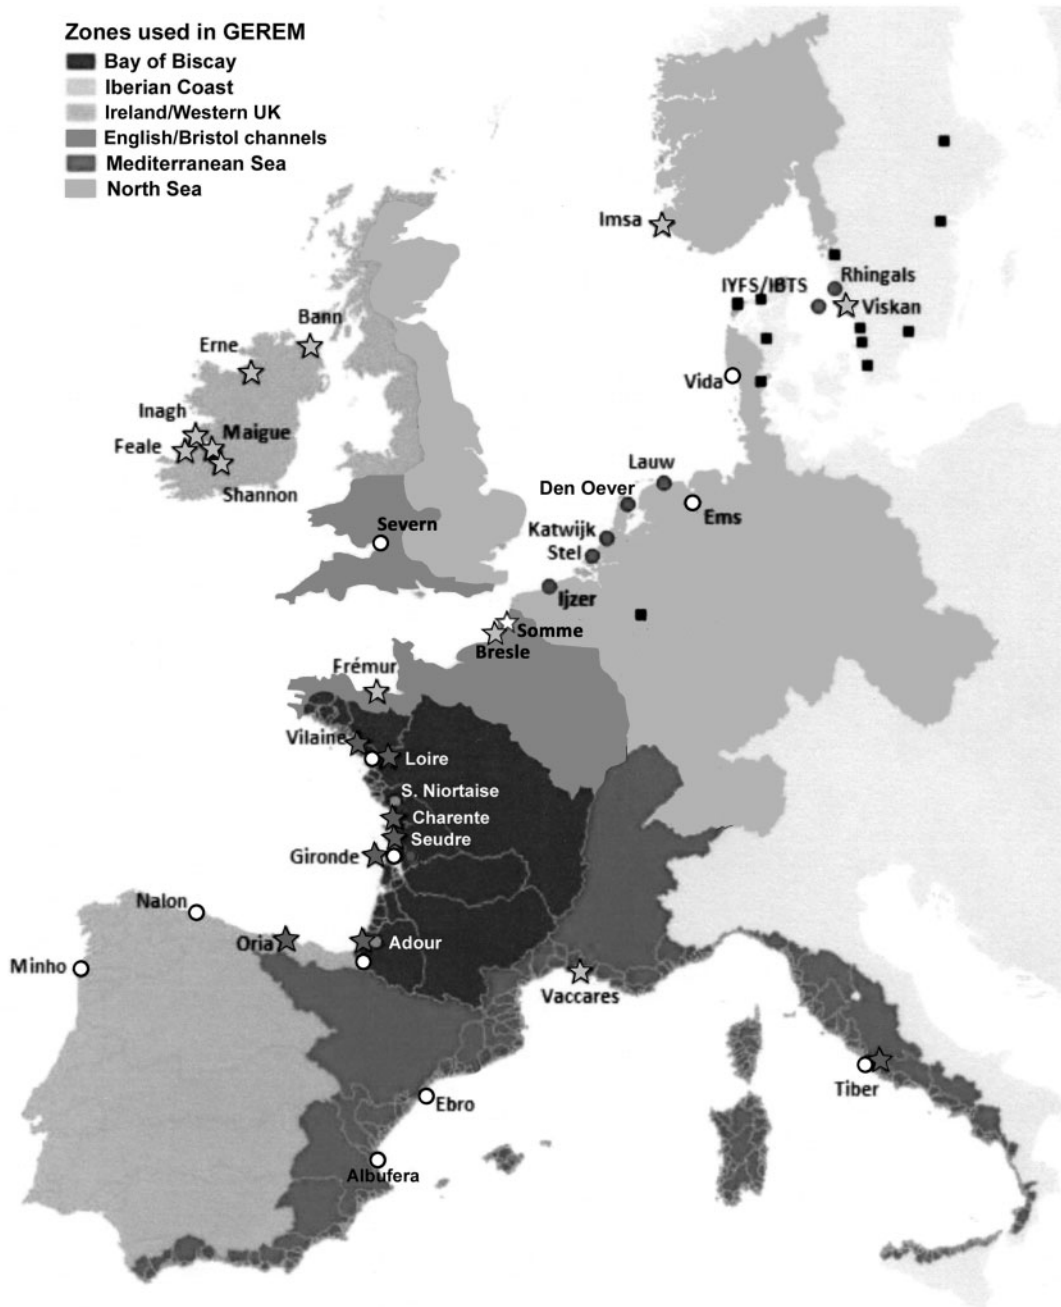 Zones used in GEREM
Bay of Biscay
Iberian Coast
Ireland/Western UK
English/Bristol channels
Mediterranean Sea
North Sea
Imsa
Rhingals
IYFS/IBTS
Viskan
Bann
Erne
Vida
Inagh
Maigue
Feale
Lauw
Shannon
Den Oever
Severn
Ems
Katwijk
Stel
Ijzer
Somme
Bresle
Frémur
Vilaine
Loire
S. Niortaise
Charente
Seudre
Gironde
Nalon
Oria
Adour
Minho
Vaccares
Tiber
Ebro
Albufera